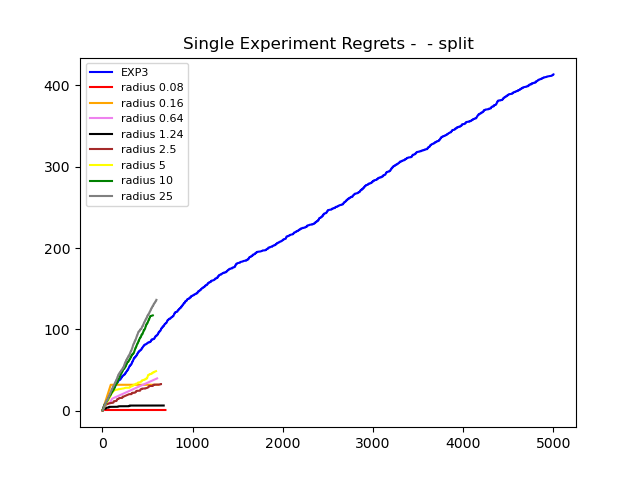 Single Experiment Regrets -  - split
EXP3
radius 0.08
radius 0.16
radius 0.64
radius 1.24
radius 2.5
radius 5
radius 10
radius 25
400
300
200
100
0
0 1000 2000 3000 4000 5000